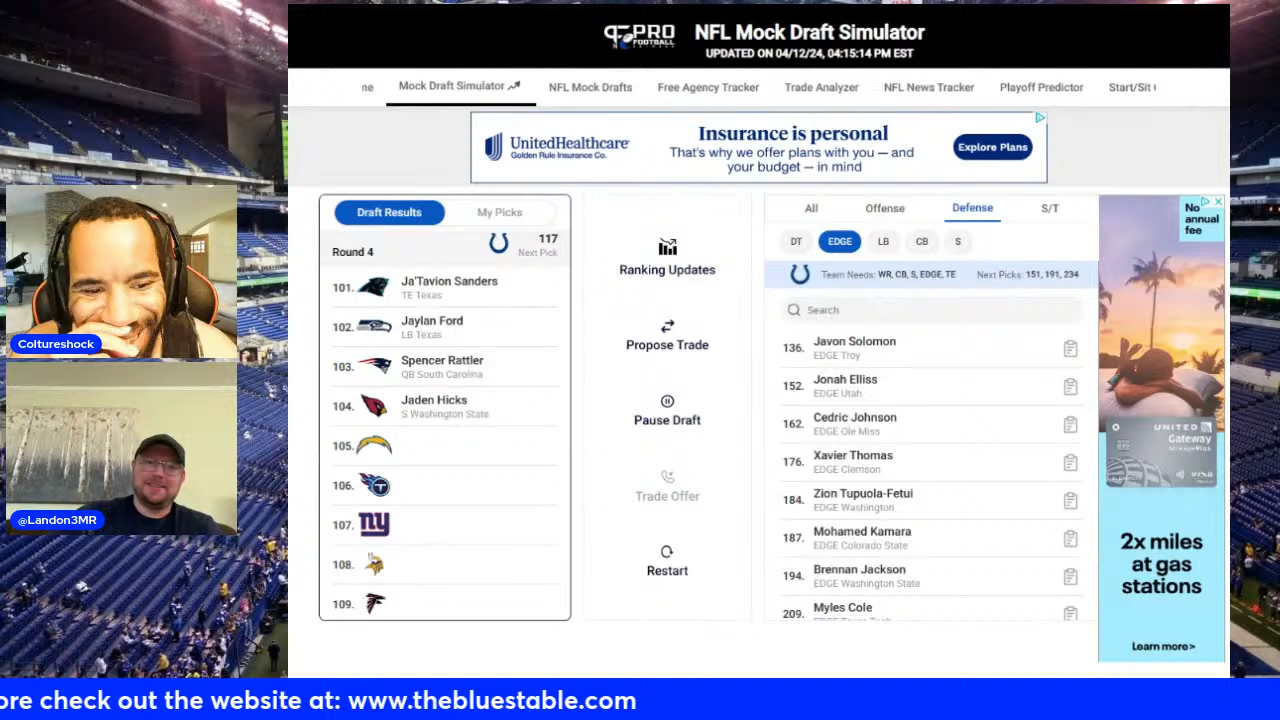 PRO
FOOTBALL
NETWORK
NFL Mock Draft Simulator
UPDATED ON 04/12/24, 04:15:14 PM EST
ne
Mock Draft Simulator
NFL Mock Drafts
Free Agency Tracker
Trade Analyzer
NFL News Tracker
Playoff Predictor
Start/Sit
UnitedHealthcare
Golden Rule Insurance Co.
Insurance is personal
That's why we offer plans with you — and
your budget — in mind
Explore Plans
Draft Results
My Picks
Round 4
117
Next Pick
101.
Ja'Tavion Sanders
TE Texas
102.
Jaylan Ford
LB Texas
103.
Spencer Rattler
QB South Carolina
104.
Jaden Hicks
S Washington State
105.
106.
107.
ny
108.
109.
Ranking Updates
Propose Trade
Pause Draft
Trade Offer
Restart
All
Offense
Defense
S/T
DT
EDGE
LB
CB
S
Team Needs: WR, CB, S, EDGE, TE
Next Picks: 151, 191, 234
Search
136.
Javon Solomon
EDGE Troy
152.
Jonah Elliss
EDGE Utah
162.
Cedric Johnson
EDGE Ole Miss
176.
Xavier Thomas
EDGE Clemson
184.
Zion Tupuola-Fetui
EDGE Washington
187.
Mohamed Kamara
EDGE Colorado State
194.
Brennan Jackson
EDGE Washington State
209.
Myles Cole
No
annual
fee
UNITED
Gateway
VISA
2x miles
at gas
stations
Learn more>
Coltureshock
@Landon3MR
ore check out the website at: www.thebluestable.com